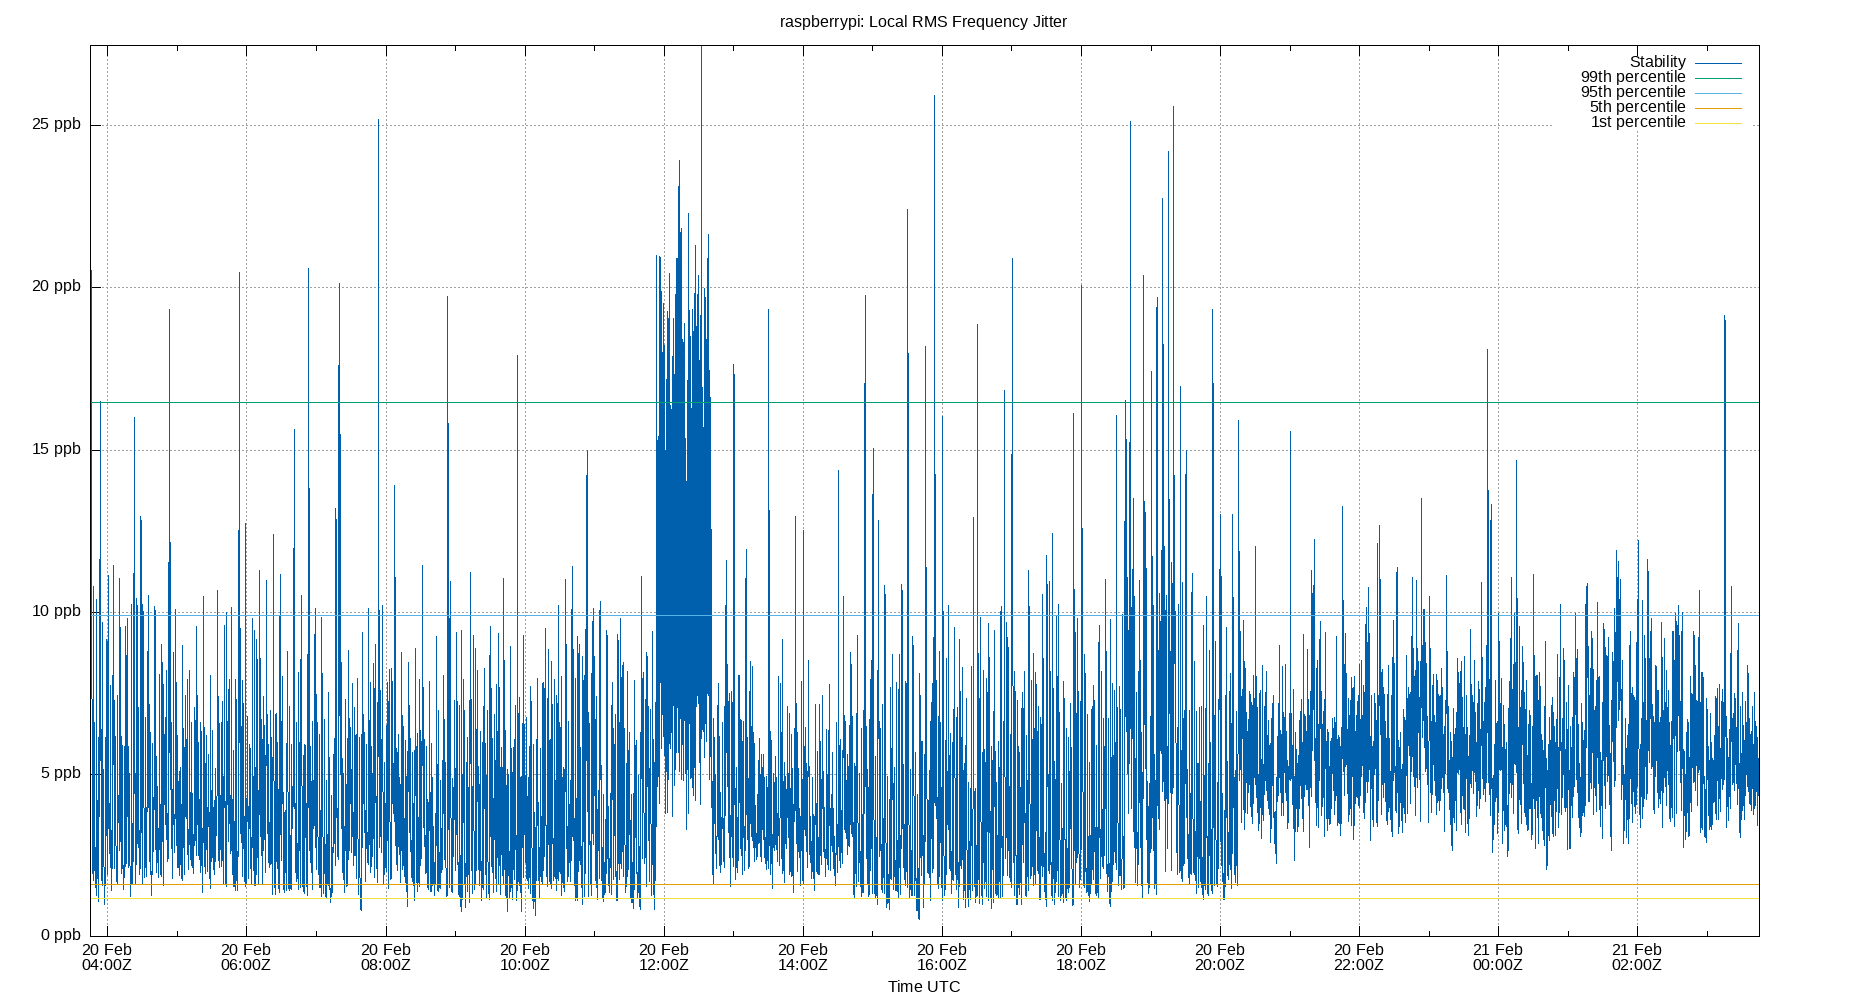 raspberrypi: Local RMS Frequency Jitter
Stability
99th percentile
95th percentile
5th percentile
1st percentile
25 ppb
20 ppb
15 ppb
10 ppb
5 ppb
0 ppb
20 Feb 20 Feb 20 Feb 20 Feb 20 Feb 20 Feb 20 Feb 20 Feb 20 Feb 20 Feb 21 Feb 21 Feb
04:00Z 06:00Z 08:00Z 10:00Z 12:00Z 14:00Z 16:00Z 18:00Z 20:00Z 22:00Z 00:00Z 02:00Z
Time UTC